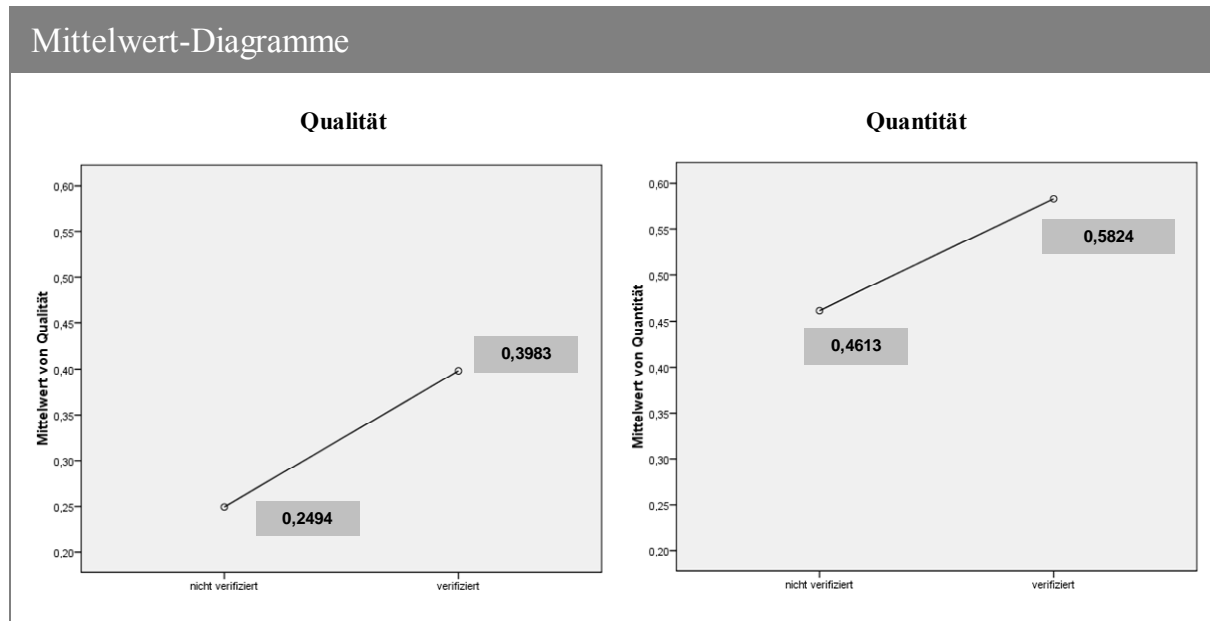 Mittelwert-Diagramme
Qualität
Mittelwert von Qualität
0,60
0,55
0,50
0,45
0,40
0,35
0,30
0,25
0,20
0,3983
0,2494
nicht verifiziert
verifiziert
Quantität
Mittelwert von Quantität
0,60
0,55
0,50
0,45
0,40
0,35
0,30
0,25
0,20
0,5824
0,4613
nicht verifiziert
verifiziert